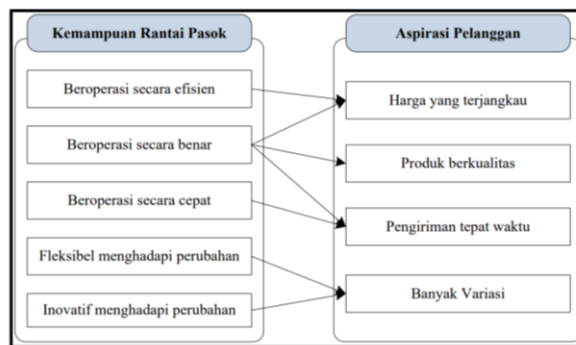 Kemampuan Rantai Pasok
Beroperasi secara efisien
Beroperasi secara benar
Beroperasi secara cepat
Fleksibel menghadapi perubahan
Inovatif menghadapi perubahan
Aspirasi Pelanggan
Harga yang terjangkau
Produk berkualitas
Pengiriman tepat waktu
Banyak Variasi